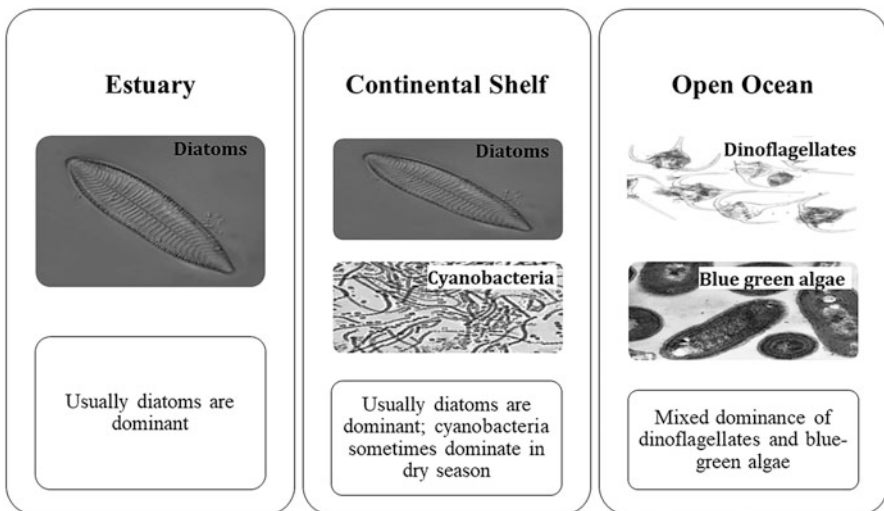 Estuary
Diatoms
Usually diatoms are
dominant
Continental Shelf
Diatoms
Cyanobacteria
Usually diatoms are
dominant; cyanobacteria
sometimes dominate in
dry season
Open Ocean
Dinoflagellates
Blue green algae
Mixed dominance of
dinoflagellates and blue-
green algae